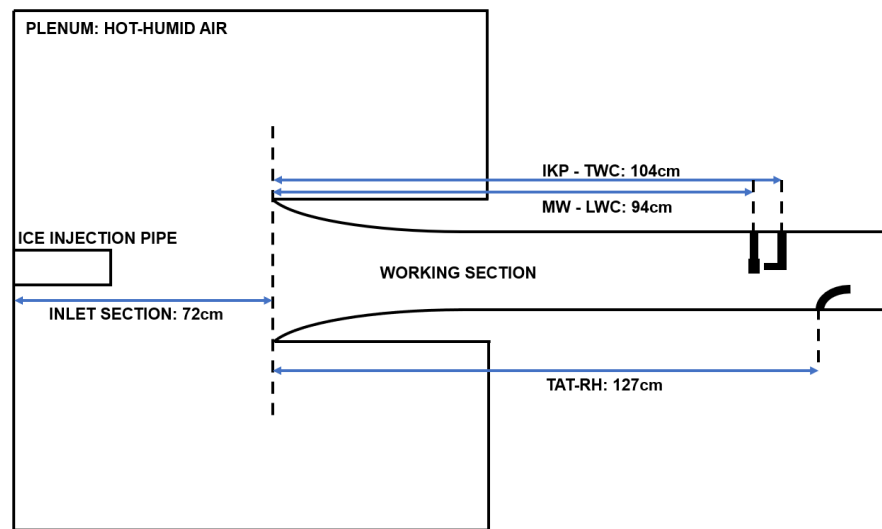 PLENUM: HOT-HUMID AIR
IKP - TWC: 104cm
MW - LWC: 94cm
ICE INJECTION PIPE
WORKING SECTION
INLET SECTION: 72cm
TAT-RH: 127cm